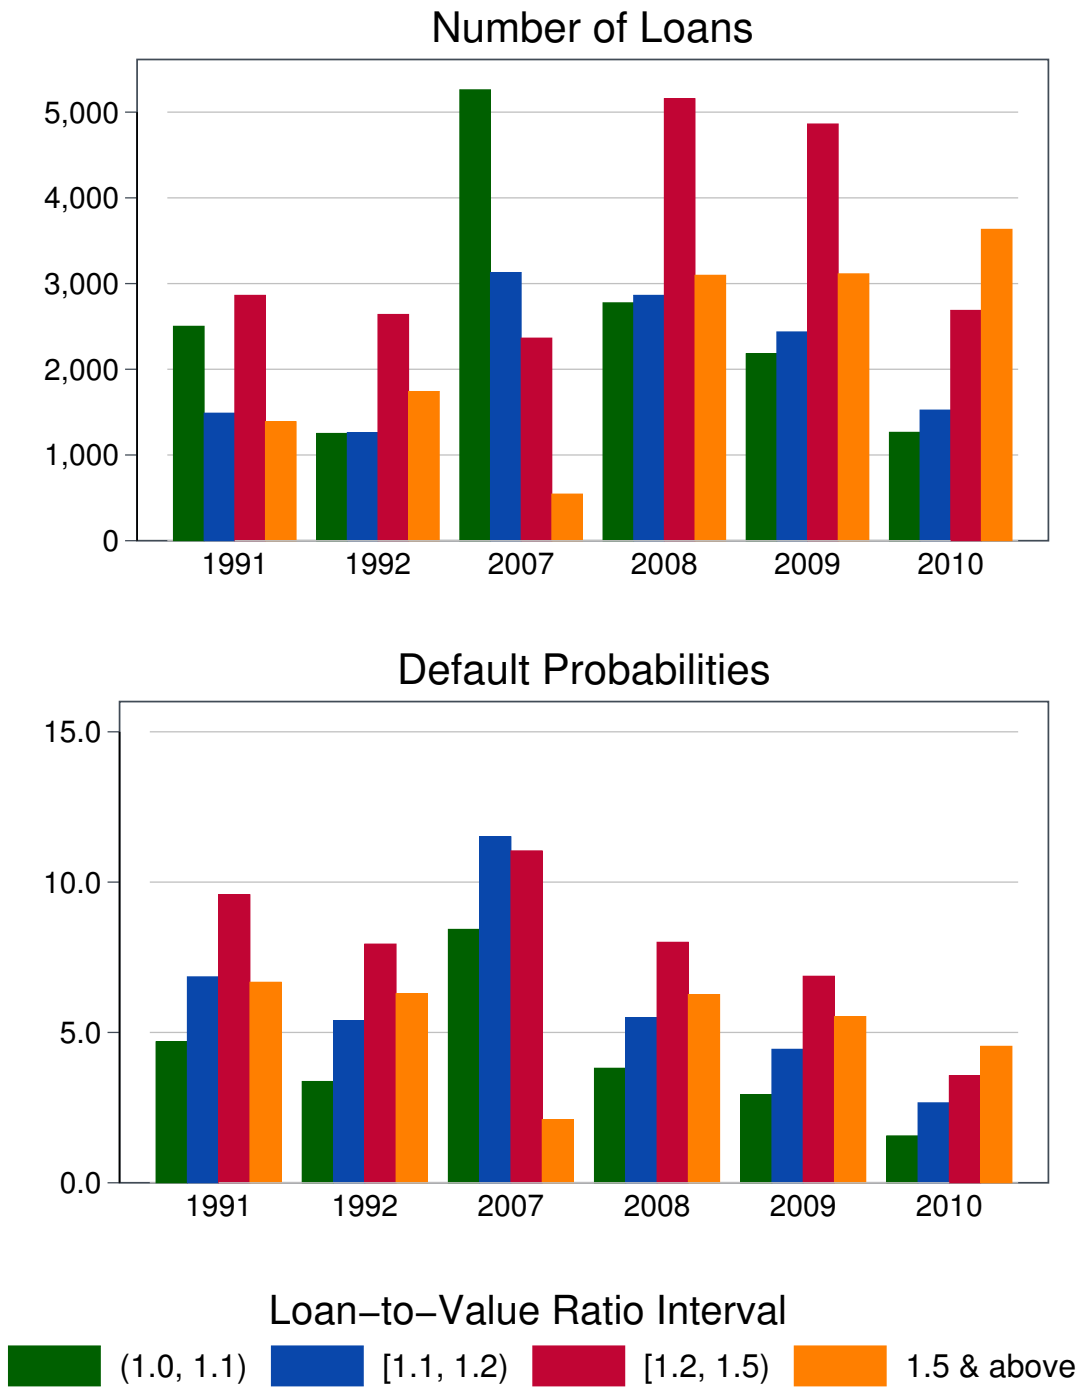 Number of Loans
5,000
4,000
3,000
2,000
1,000
0
1991 1992 2007 2008 2009 2010
Default Probabilities
15.0
10.0
5.0
0.0
1991 1992 2007 2008 2009 2010
Loan−to−Value Ratio Interval
(1.0, 1.1) [1.1, 1.2) [1.2, 1.5) 1.5 & above